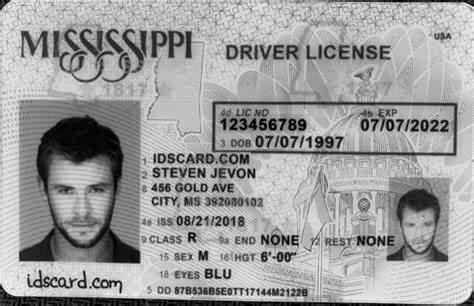 MISSISSIPPI
DRIVER LICENSE
USA
1817
1817
4d LIC NO
123456789
4b EXP
07/07/2022
3 DOB 07/07/1997
1 IDSCARD.COM
2 STEVEN JEVON
8 456 GOLD AVE
CITY, MS 392080102
4a ISS 08/21/2018
9 CLASS R
9a END NONE
12 REST NONE
15 SEX M
16 HGT 6'-00"
18 EYES BLU
5 DD 87B536B5E0TT17144M2122B
idscard.com